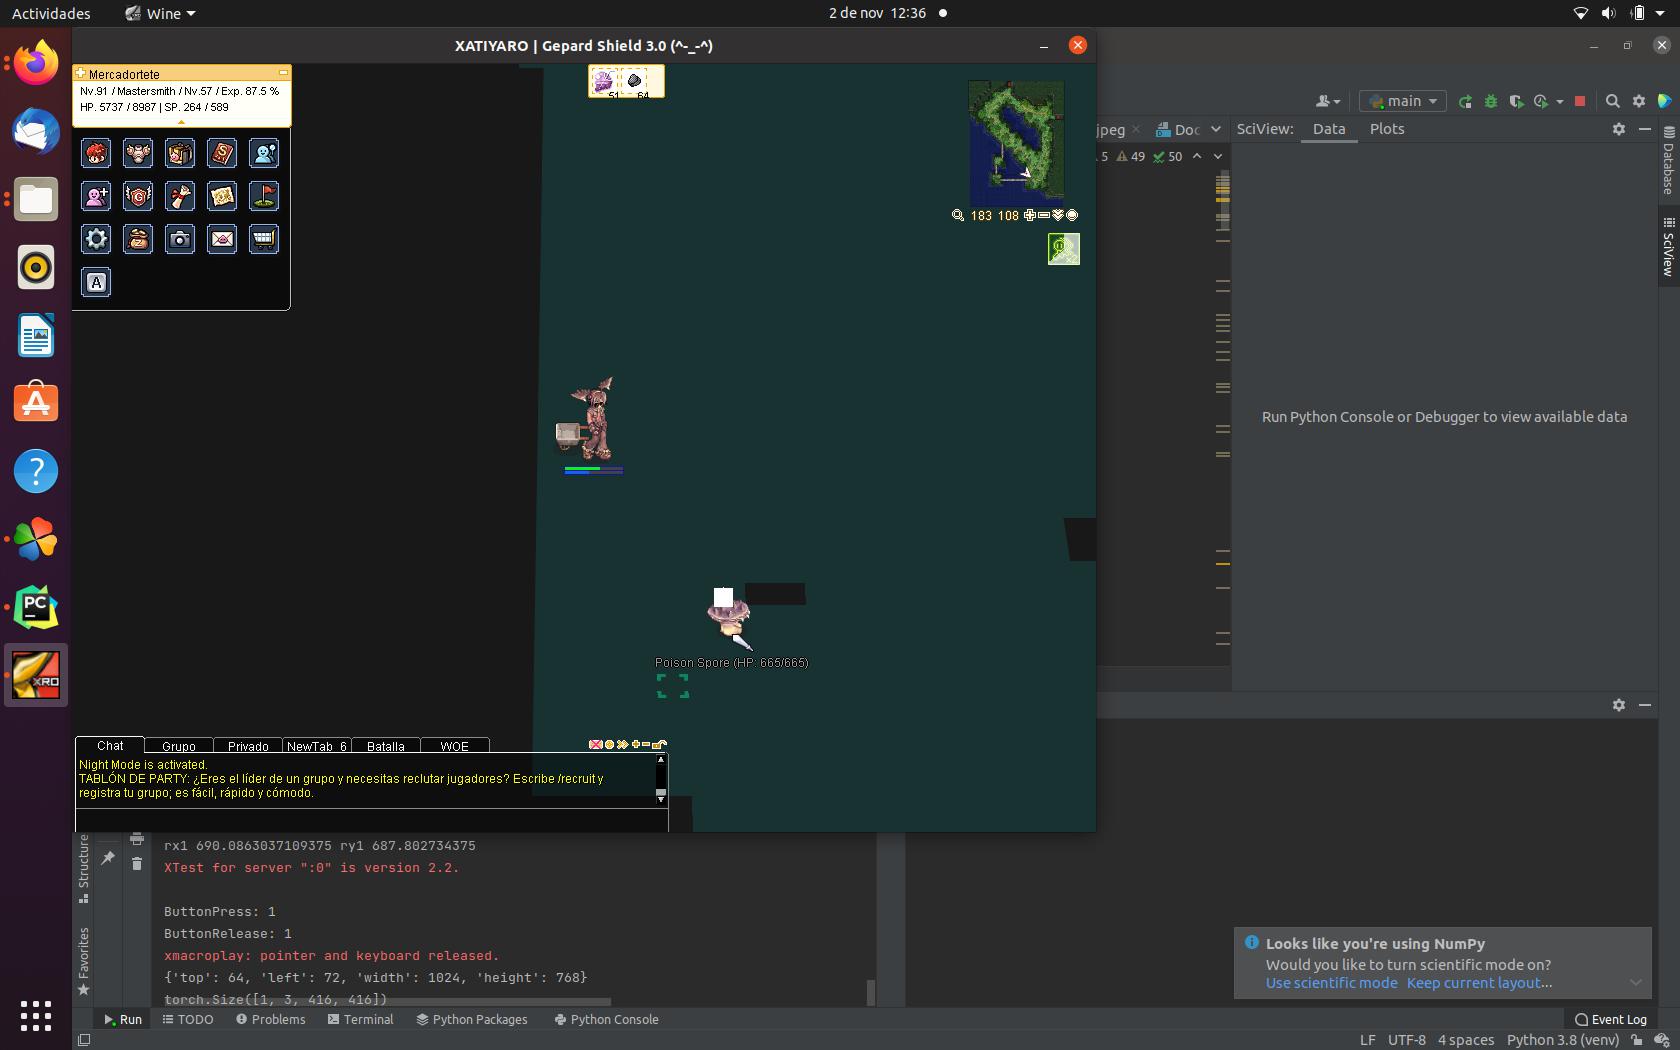 Actividades
Wine
2 de nov 12:36
XATIYARO | Gepard Shield 3.0 (^-_-^)
Mercadortete
Nv.91 / Mastersmith / Nv.57 / Exp. 87.5 %
HP. 5737 / 8987 | SP. 264 / 589
A
51
64
183 108
Poison Spore (HP: 665/665)
Chat
Grupo
Privado
NewTab_6
Batalla
WOE
Night Mode is activated.
TABLÓN DE PARTY: ¿Eres el líder de un grupo y necesitas reclutar jugadores? Escribe /recruit y
registra tu grupo; es fácil, rápido y cómodo.
main
jpeg
Doc
SciView:
Data
Plots
5
49
50
Database
SciView
Run Python Console or Debugger to view available data
Structure
Favorites
rx1 690.0863037109375 ry1 687.802734375
XTest for server ":0" is version 2.2.
ButtonPress: 1
ButtonRelease: 1
xmacroplay: pointer and keyboard released.
{'top': 64, 'left': 72, 'width': 1024, 'height': 768}
torch.Size([1, 3, 416, 416])
Looks like you're using NumPy
Would you like to turn scientific mode on?
Use scientific mode Keep current layout...
Run
TODO
Problems
Terminal
Python Packages
Python Console
Event Log
LF UTF-8 4 spaces Python 3.8 (venv)
PC
XRO